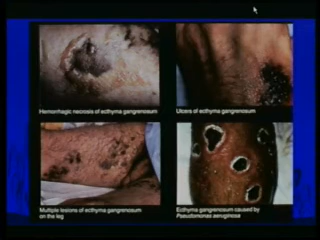 Hemorrhagic necrosis of ecthyma gangrenosum
Ulcers of ecthyma gangrenosum
Multiple lesions of ecthyma gangrenosum
on the leg
Ecthyma gangrenosum caused by
Pseudomonas aeruginosa